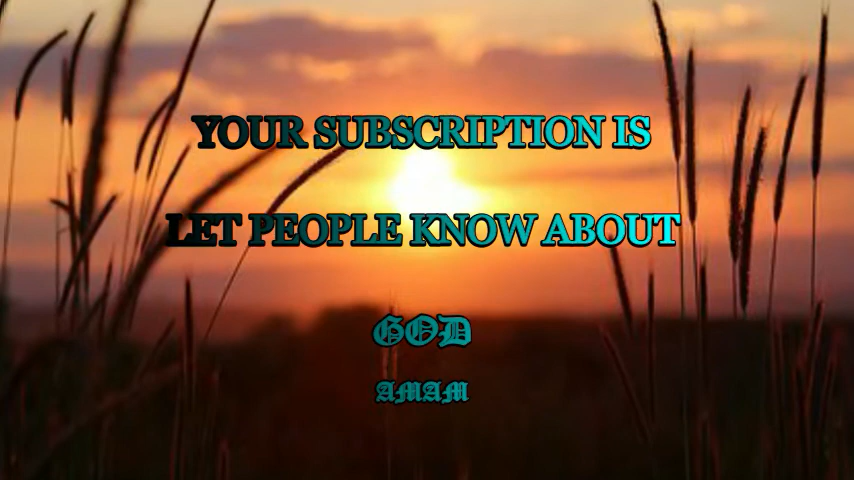 YOUR SUBSCRIPTION IS
LET PEOPLE KNOW ABOUT
GOD
AMAM